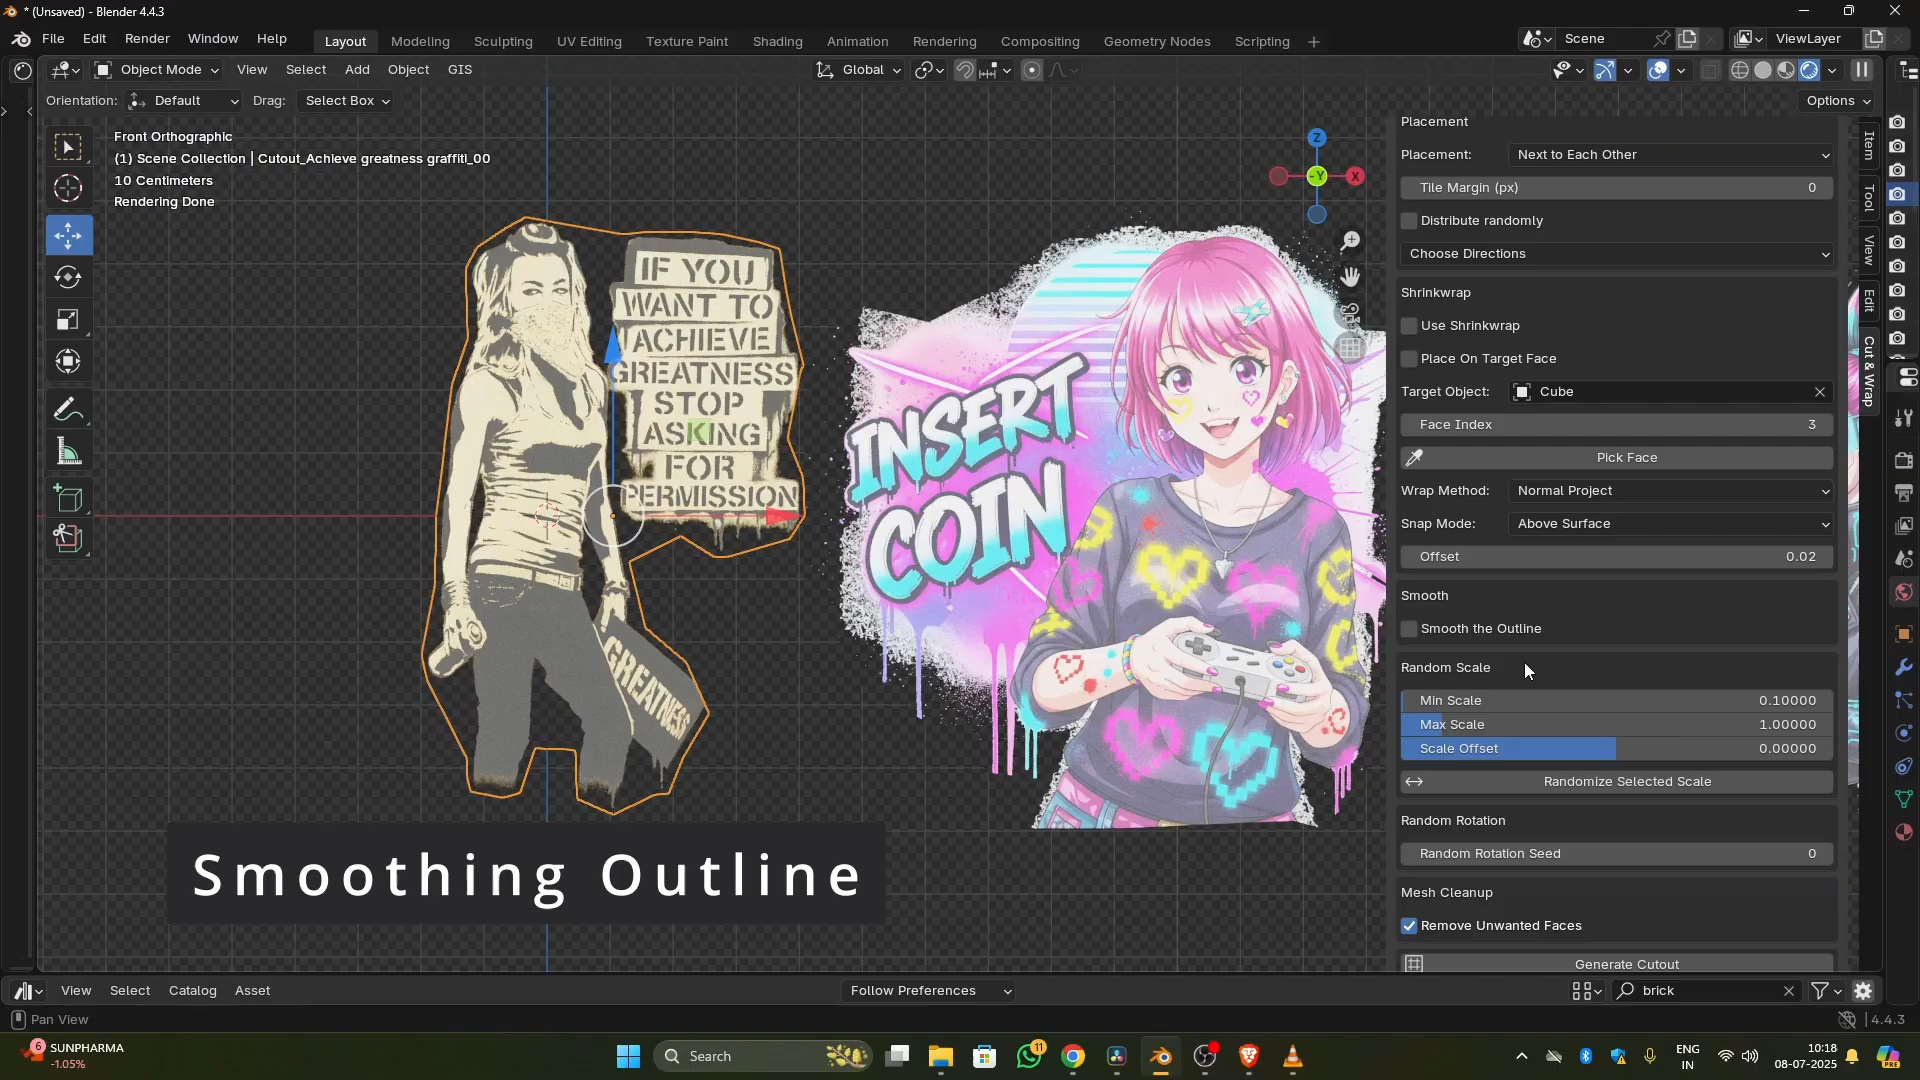 * (Unsaved) - Blender 4.4.3
File Edit Render Window Help
Layout Modeling Sculpting UV Editing Texture Paint Shading Animation Rendering Compositing Geometry Nodes Scripting +
Scene
ViewLayer
Object Mode View Select Add Object GIS
Global
Orientation: Default Drag: Select Box
Options
Front Orthographic
(1) Scene Collection | Cutout_Achieve greatness graffiti_00
10 Centimeters
Rendering Done
Z
-Y
X
IF YOU
WANT TO
ACHIEVE
GREATNESS
STOP
ASKING
FOR
PERMISSION
GREATNESS
INSERT
COIN
Placement
Placement: Next to Each Other
Tile Margin (px) 0
Distribute randomly
Choose Directions
Shrinkwrap
Use Shrinkwrap
Place On Target Face
Target Object: Cube
Face Index 3
Pick Face
Wrap Method: Normal Project
Snap Mode: Above Surface
Offset 0.02
Smooth
Smooth the Outline
Random Scale
Min Scale 0.10000
Max Scale 1.00000
Scale Offset 0.00000
Randomize Selected Scale
Random Rotation
Random Rotation Seed 0
Mesh Cleanup
Remove Unwanted Faces
Generate Cutout
Item
Tool
View
Edit
Cut & Wrap
Smoothing Outline
View Select Catalog Asset
Follow Preferences
brick
Pan View
4.4.3
6
SUNPHARMA
-1.05%
Search
11
ENG
IN
10:18
08-07-2025
PRE